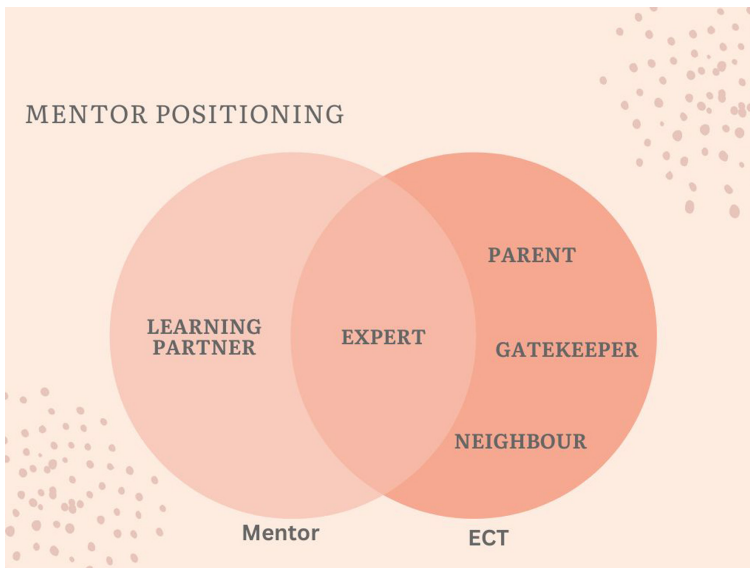 MENTOR POSITIONING
PARENT
LEARNING
PARTNER
EXPERT
GATEKEEPER
NEIGHBOUR
Mentor
ECT